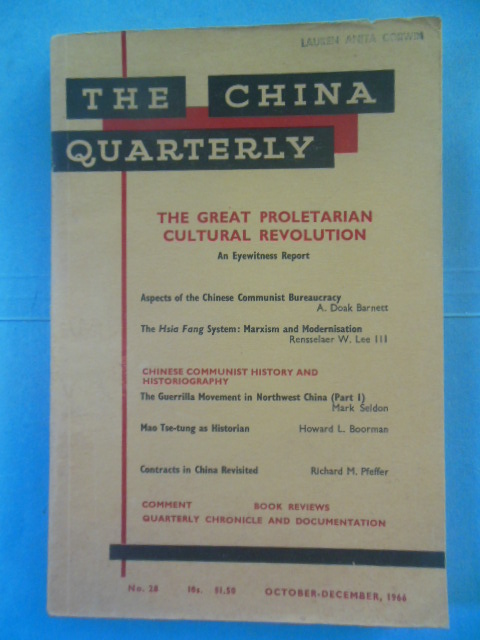 LAUREN ANITA CORWIN
THE CHINA
QUARTERLY
THE GREAT PROLETARIAN
CULTURAL REVOLUTION
An Eyewitness Report
Aspects of the Chinese Communist Bureaucracy
A. Doak Barnett
The Hsia Fang System: Marxism and Modernisation
Rensselaer W. Lee III
CHINESE COMMUNIST HISTORY AND
HISTORIOGRAPHY
The Guerrilla Movement in Northwest China (Part I)
Mark Seldon
Mao Tse-tung as Historian Howard L. Boorman
Contracts in China Revisited Richard M. Pfeffer
COMMENT BOOK REVIEWS
QUARTERLY CHRONICLE AND DOCUMENTATION
No. 28 16s. $1.50 OCTOBER-DECEMBER, 1966